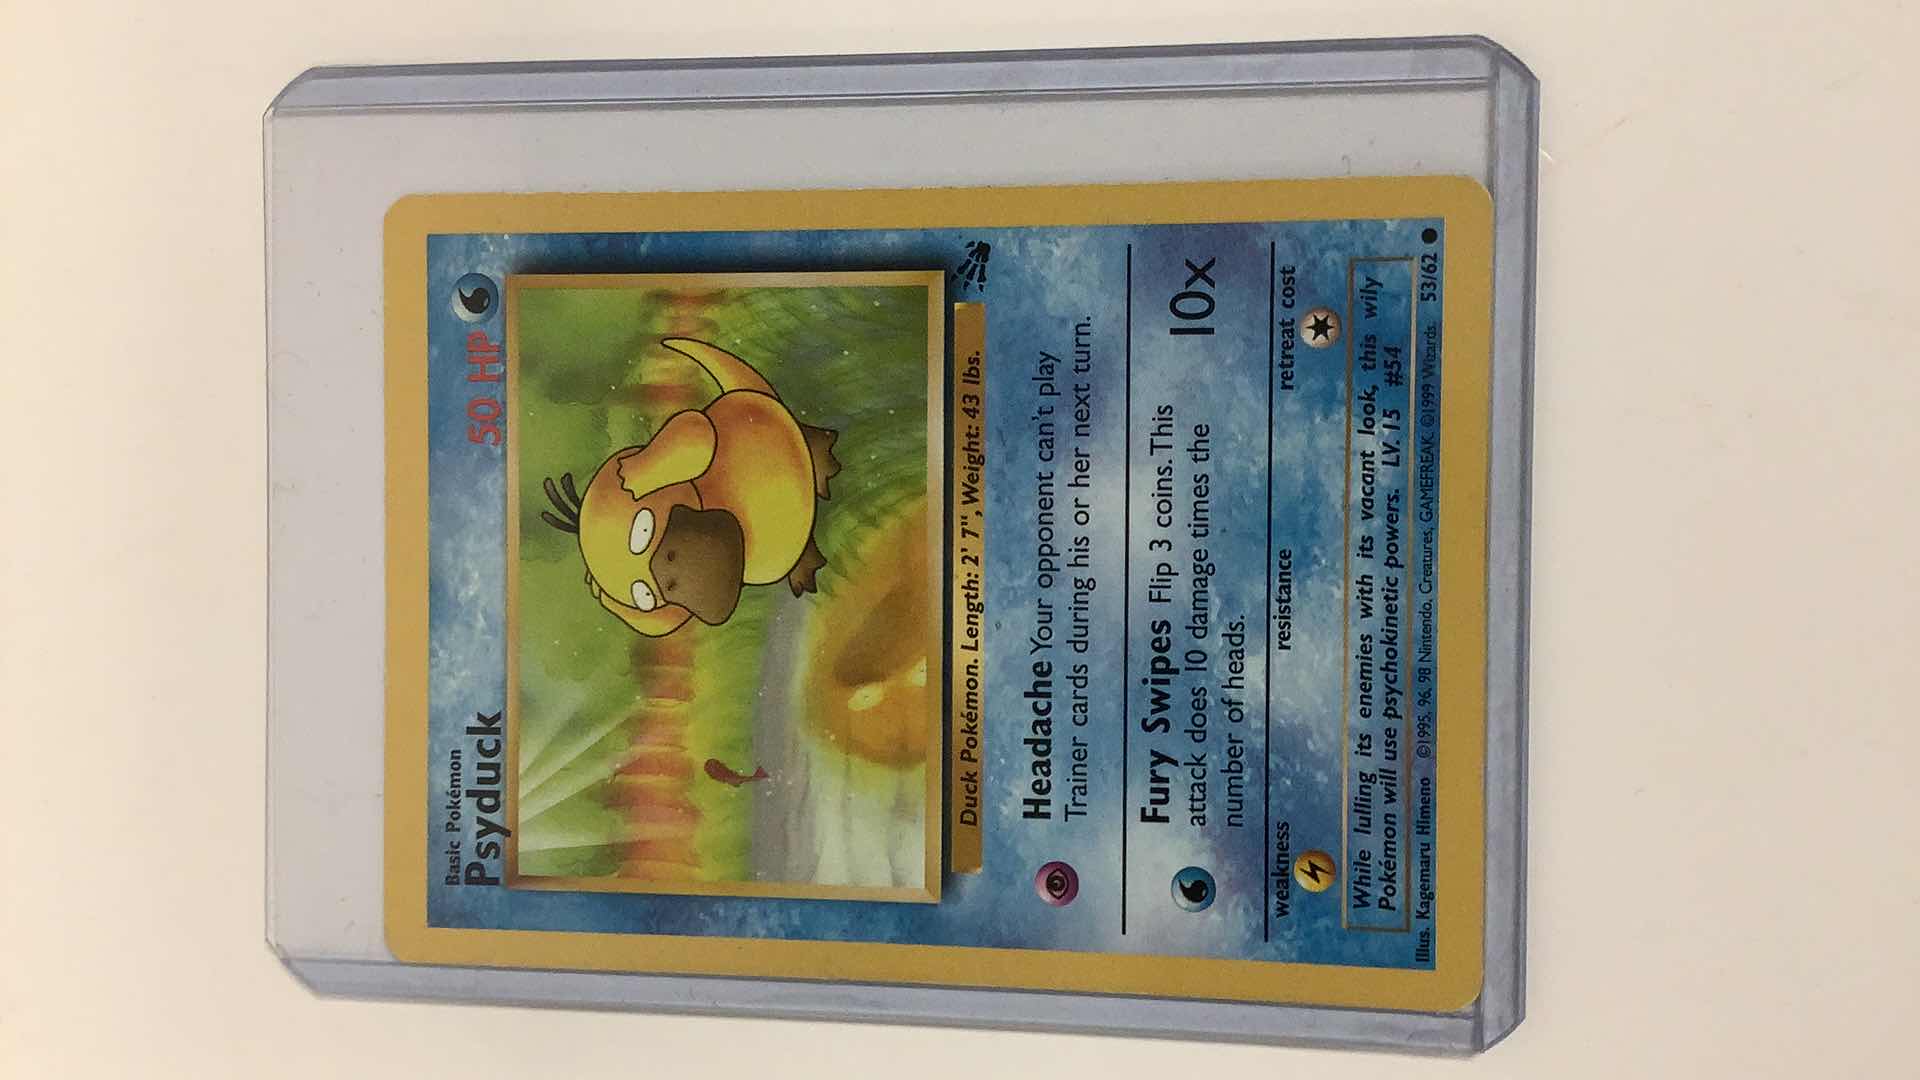 Basic Pokémon
Psyduck 50 HP
Duck Pokémon. Length: 2' 7", Weight: 43 lbs.
Headache Your opponent can't play
Trainer cards during his or her next turn.
Fury Swipes Flip 3 coins. This
attack does 10 damage times the
number of heads.
10x
weakness resistance retreat cost
While lulling its enemies with its vacant look, this wily
Pokémon will use psychokinetic powers. LV. 15 #54
Illus. Kagemaru Himeno ©1995, 96, 98 Nintendo, Creatures, GAMEFREAK. ©1999 Wizards. 53/62